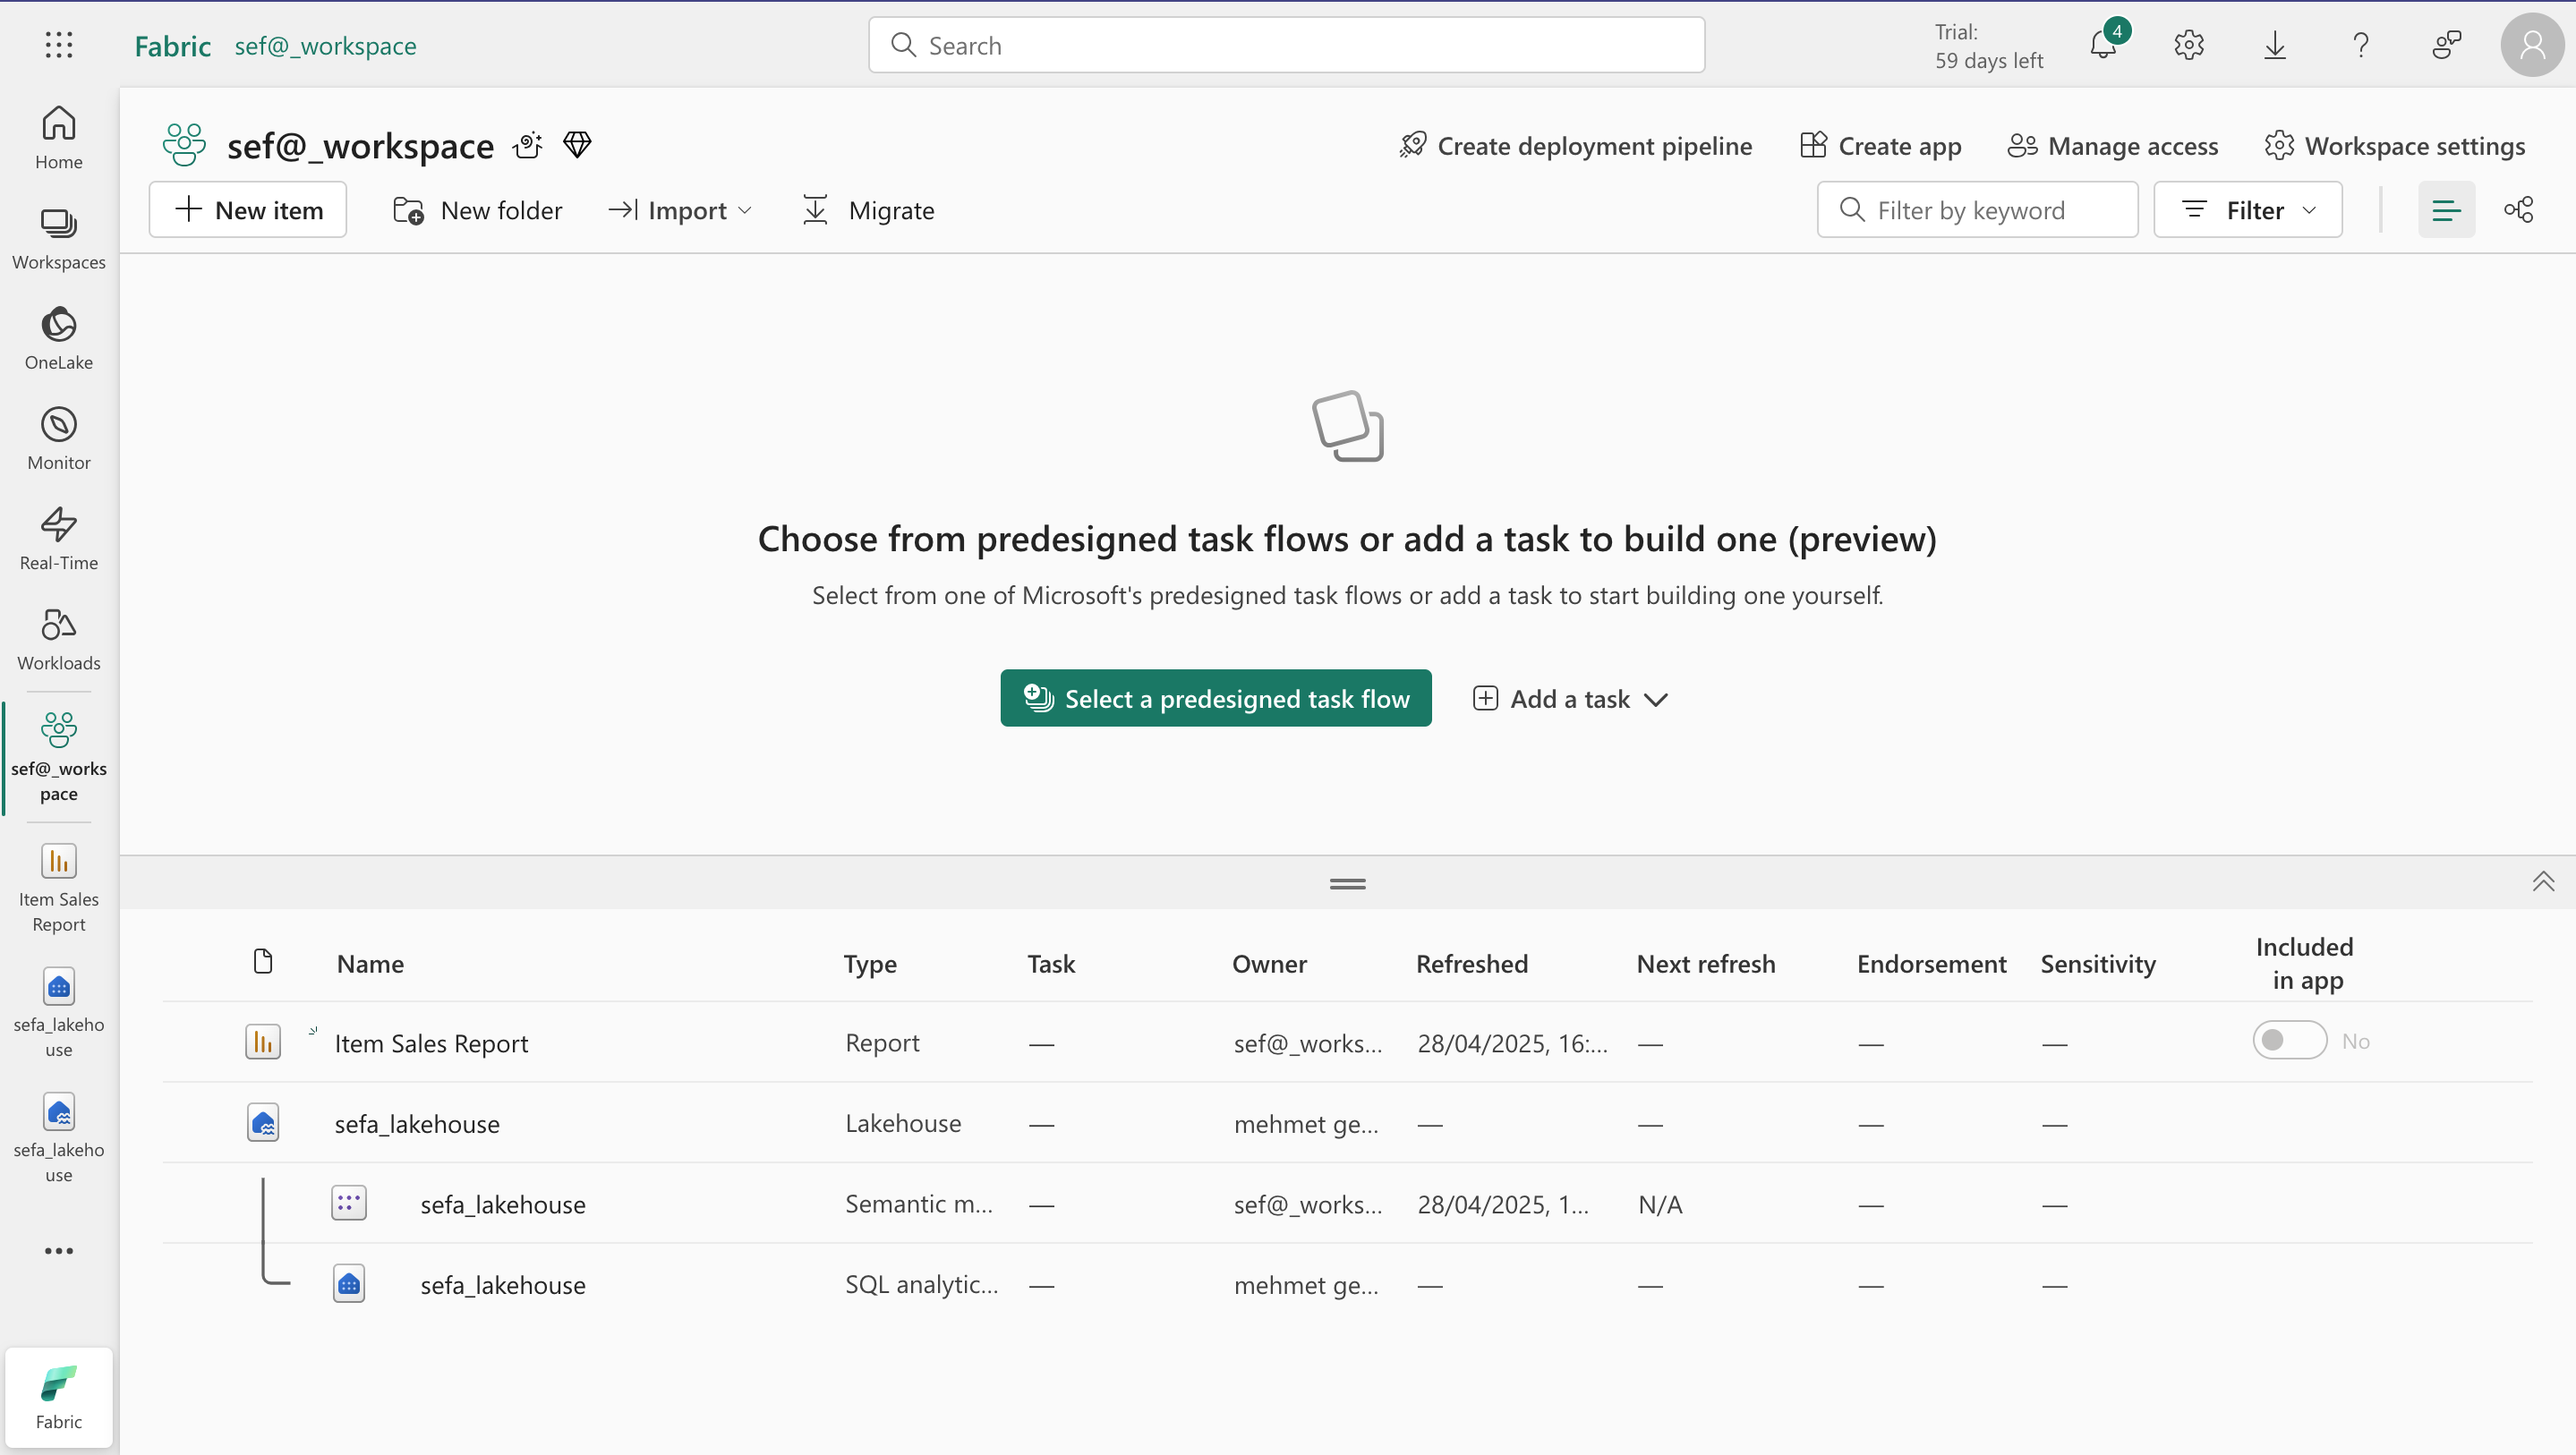 Fabric sef@_workspace Search Trial: 4
59 days left
Home
sef@_workspace Create deployment pipeline Create app Manage access Workspace settings
New item New folder Import Migrate Filter by keyword Filter
Workspaces
OneLake
Monitor
Real-Time
Workloads
sef@_works
pace
Item Sales
Report
sefa_lakeho
use
sefa_lakeho
use
Fabric
Choose from predesigned task flows or add a task to build one (preview)
Select from one of Microsoft's predesigned task flows or add a task to start building one yourself.
Select a predesigned task flow Add a task
Name Type Task Owner Refreshed Next refresh Endorsement Sensitivity Included
in app
Item Sales Report Report — sef@_works... 28/04/2025, 16:... — — — No
sefa_lakehouse Lakehouse — mehmet ge... — — — —
sefa_lakehouse Semantic m... — sef@_works... 28/04/2025, 1... N/A — —
sefa_lakehouse SQL analytic... — mehmet ge... — — — —